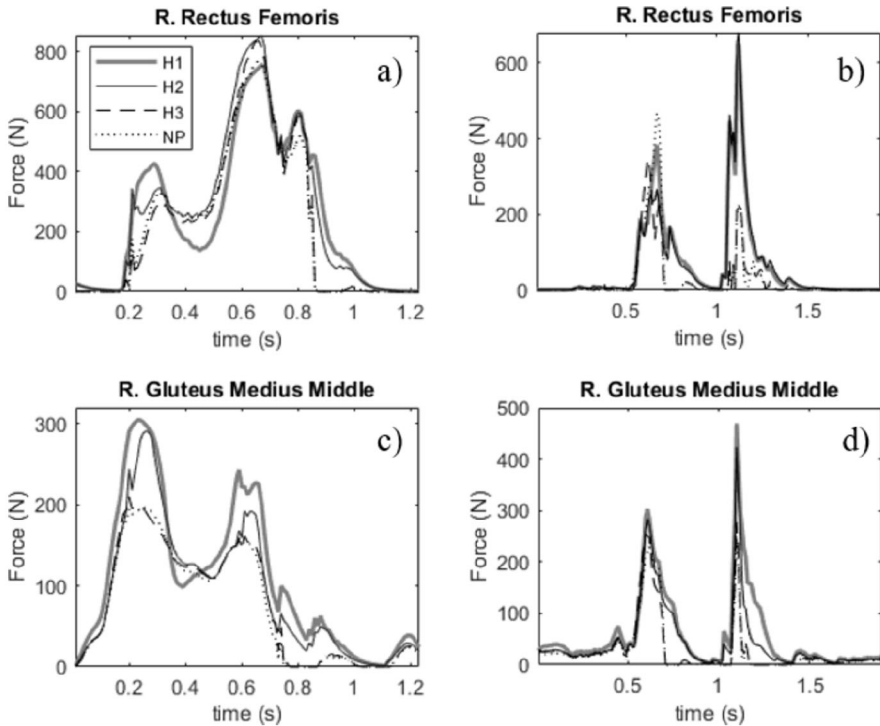 R. Rectus Femoris
800
600
400
200
0
Force (N)
H1
H2
H3
NP
a)
0.2 0.4 0.6 0.8 1 1.2
time (s)
R. Rectus Femoris
600
400
200
0
Force (N)
b)
0.5 1 1.5
time (s)
R. Gluteus Medius Middle
300
200
100
0
Force (N)
c)
0.2 0.4 0.6 0.8 1 1.2
time (s)
R. Gluteus Medius Middle
500
400
300
200
100
0
Force (N)
d)
0.5 1 1.5
time (s)